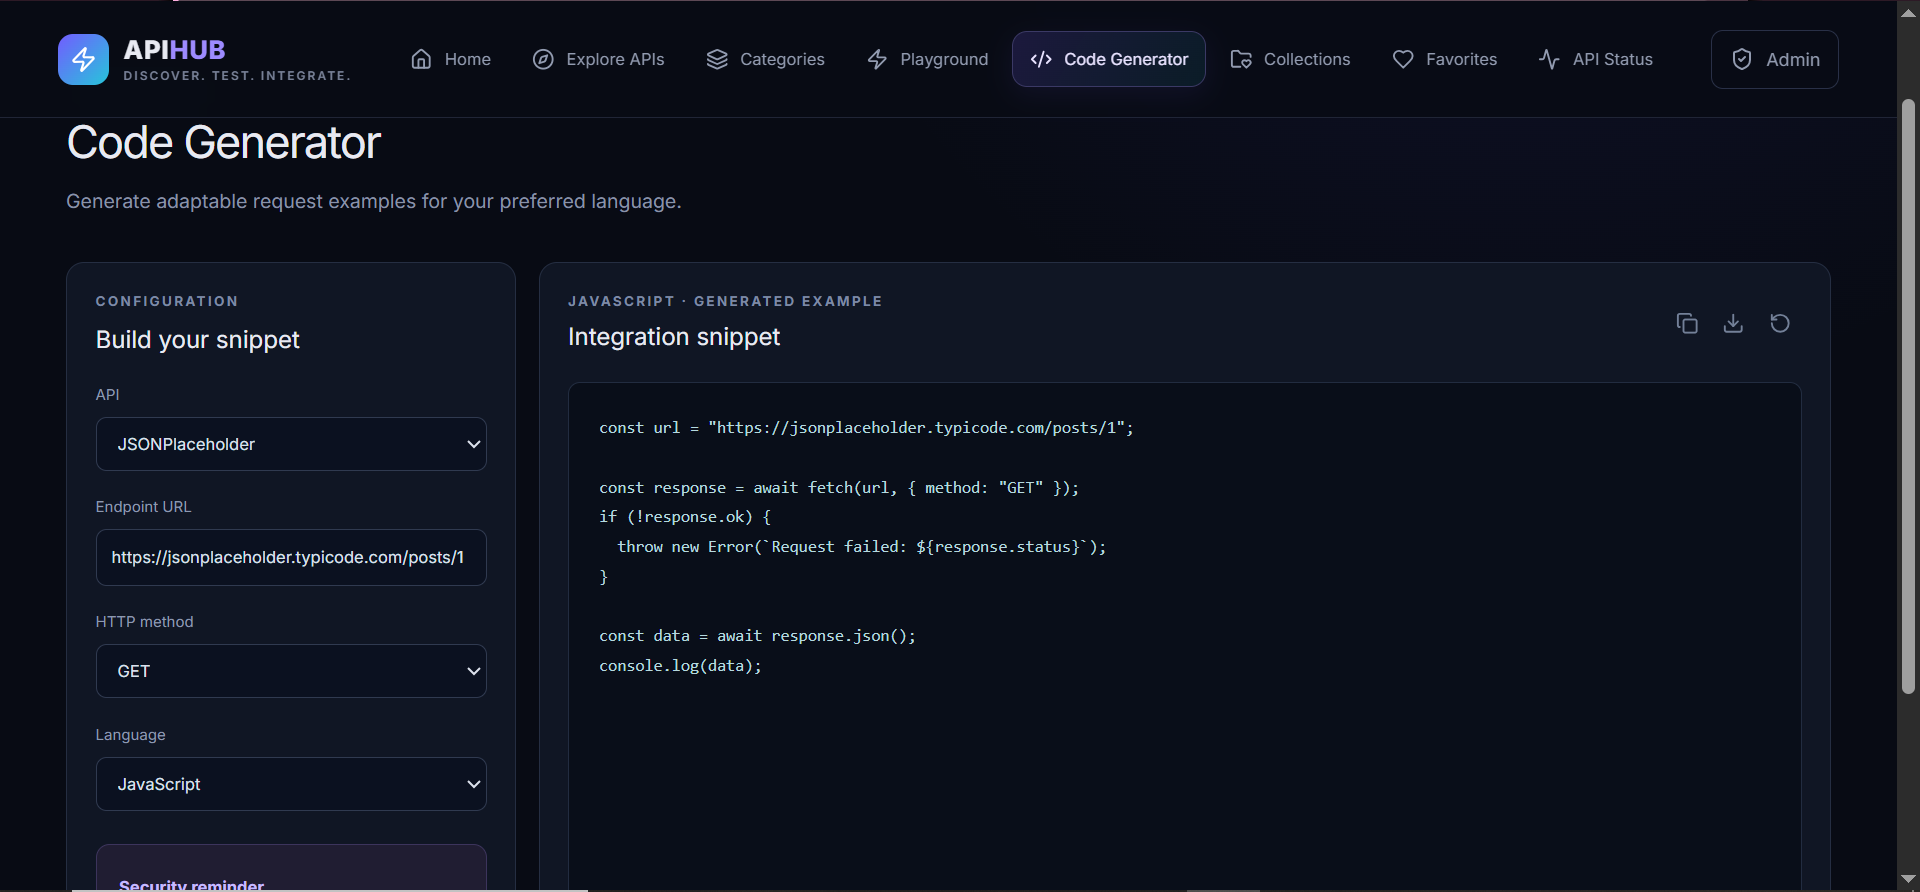 APIHUB
DISCOVER. TEST. INTEGRATE.
Home
Explore APIs
Categories
Playground
Code Generator
Collections
Favorites
API Status
Admin
Code Generator
Generate adaptable request examples for your preferred language.
CONFIGURATION
Build your snippet
API
JSONPlaceholder
Endpoint URL
https://jsonplaceholder.typicode.com/posts/1
HTTP method
GET
Language
JavaScript
Security reminder
JAVASCRIPT · GENERATED EXAMPLE
Integration snippet
const url = "https://jsonplaceholder.typicode.com/posts/1";
const response = await fetch(url, { method: "GET" });
if (!response.ok) {
  throw new Error(`Request failed: ${response.status}`);
}
const data = await response.json();
console.log(data);